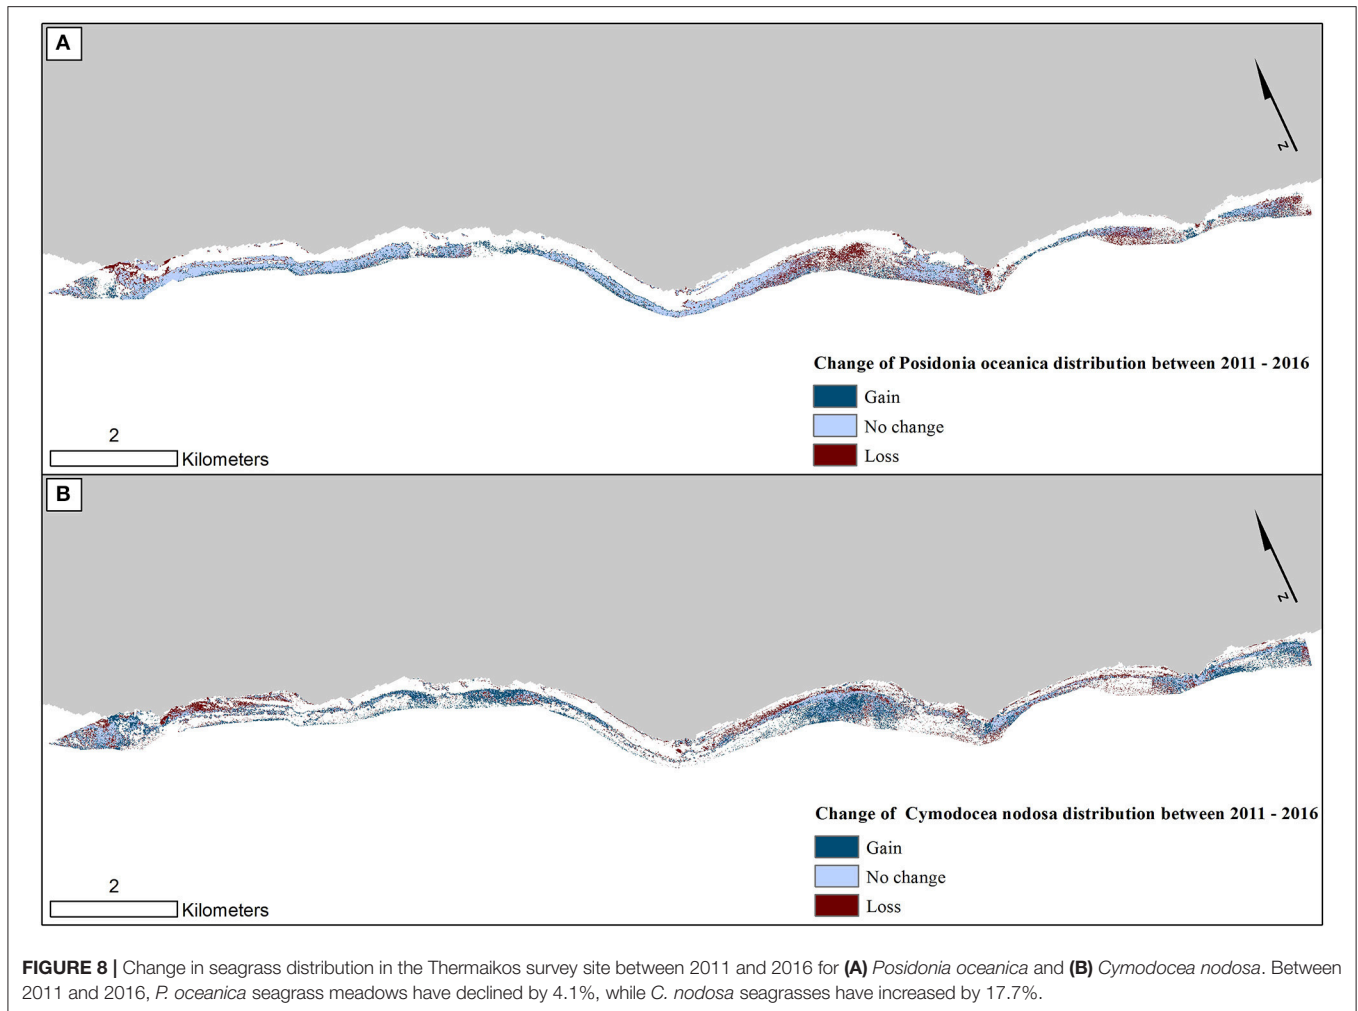 A
N
Change of Posidonia oceanica distribution between 2011 - 2016
Gain
No change
Loss
2
Kilometers
B
N
Change of Cymodocea nodosa distribution between 2011 - 2016
Gain
No change
Loss
2
Kilometers
FIGURE 8 | Change in seagrass distribution in the Thermaikos survey site between 2011 and 2016 for (A) Posidonia oceanica and (B) Cymodocea nodosa. Between
2011 and 2016, P. oceanica seagrass meadows have declined by 4.1%, while C. nodosa seagrasses have increased by 17.7%.